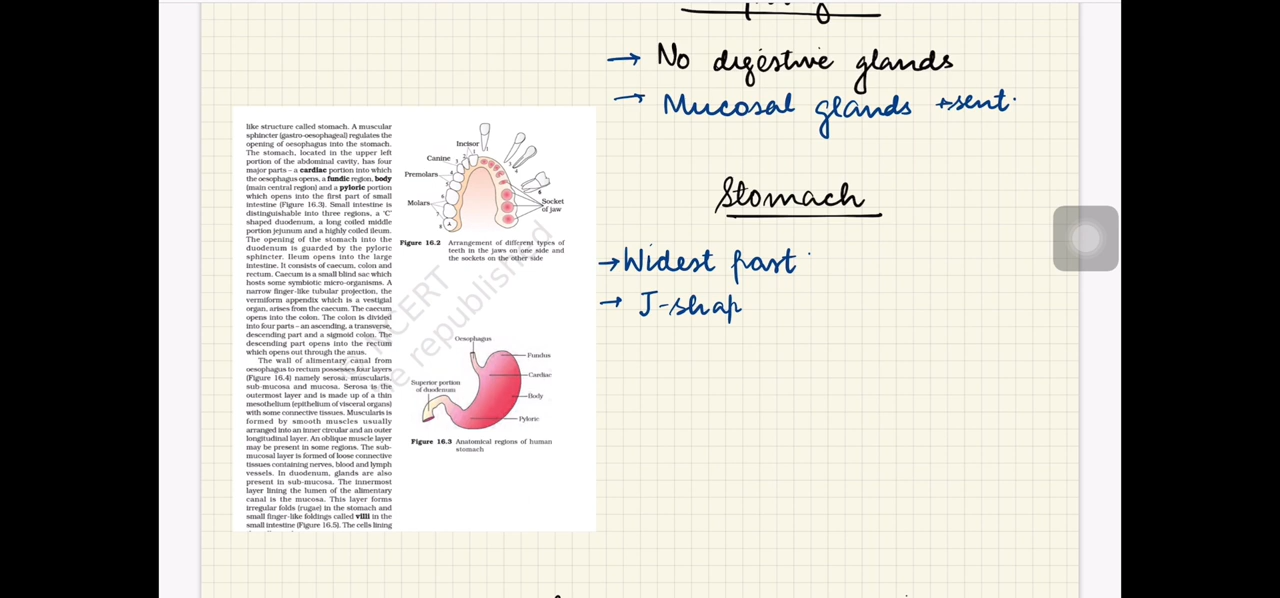 → No digestive glands
→ Mucosal glands +sent.
like structure called stomach. A muscular
sphincter (gastro-oesophageal) regulates the
opening of oesophagus into the stomach.
The stomach, located in the upper left
portion of the abdominal cavity, has four
major parts – a cardiac portion into which
the oesophagus opens, a fundic region, body
(main central region) and a pyloric portion
which opens into the first part of small
intestine (Figure 16.3). Small intestine is
distinguishable into three regions, a 'C'
shaped duodenum, a long coiled middle
portion jejunum and a highly coiled ileum.
The opening of the stomach into the
duodenum is guarded by the pyloric
sphincter. Ileum opens into the large
intestine. It consists of caecum, colon and
rectum. Caecum is a small blind sac which
hosts some symbiotic micro-organisms. A
narrow finger-like tubular projection, the
vermiform appendix which is a vestigial
organ, arises from the caecum. The caecum
opens into the colon. The colon is divided
into four parts – an ascending, a transverse,
descending part and a sigmoid colon. The
descending part opens into the rectum
which opens out through the anus.
The wall of alimentary canal from
oesophagus to rectum possesses four layers
(Figure 16.4) namely serosa, muscularis,
sub-mucosa and mucosa. Serosa is the
outermost layer and is made up of a thin
mesothelium (epithelium of visceral organs)
with some connective tissues. Muscularis is
formed by smooth muscles usually
arranged into an inner circular and an outer
longitudinal layer. An oblique muscle layer
may be present in some regions. The sub-
mucosal layer is formed of loose connective
tissues containing nerves, blood and lymph
vessels. In duodenum, glands are also
present in sub-mucosa. The innermost
layer lining the lumen of the alimentary
canal is the mucosa. This layer forms
irregular folds (rugae) in the stomach and
small finger-like foldings called villi in the
small intestine (Figure 16.5). The cells lining
Incisor
Canine
Premolars
Molars
Socket
of jaw
1
2
3
4
5
6
7
8
Figure 16.2 Arrangement of different types of
teeth in the jaws on one side and
the sockets on the other side
NCERT
be republished
Oesophagus
Fundus
Cardiac
Superior portion
of duodenum
Body
Pyloric
Figure 16.3 Anatomical regions of human
stomach
Stomach
→ Widest part
→ J-shap